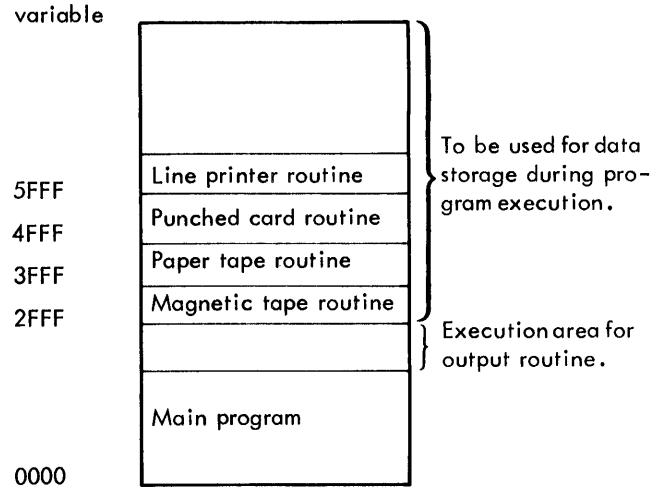 variable
To be used for data
storage during pro-
gram execution.
Line printer routine
5FFF
Punched card routine
4FFF
Paper tape routine
3FFF
Magnetic tape routine
2FFF
Execution area for
output routine.
Main program
0000